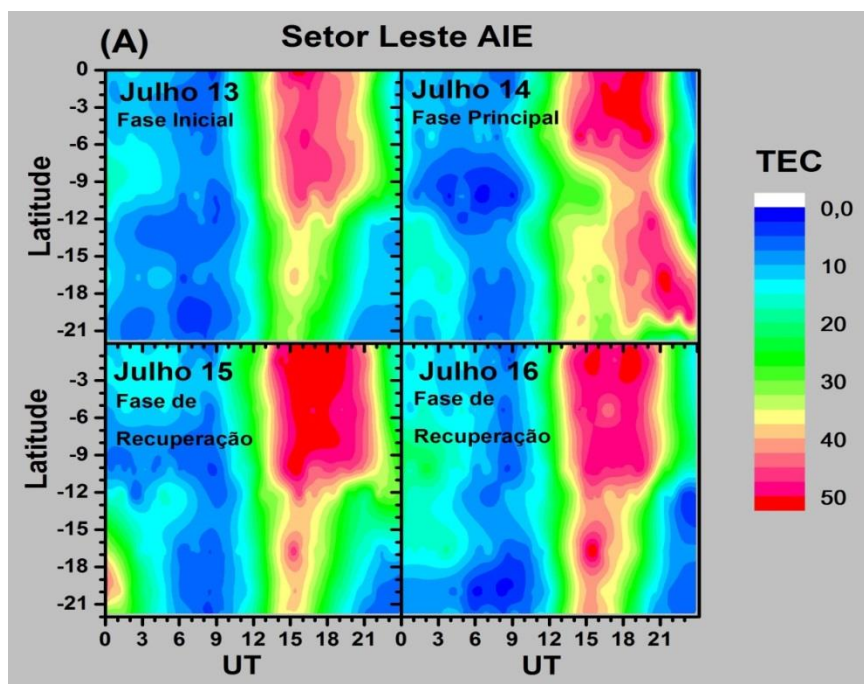 (A) Setor Leste AIE
Julho 13
Fase Inicial
Julho 14
Fase Principal
Latitude
0
-3
-6
-9
-12
-15
-18
-21
TEC
0,0
10
20
30
40
50
Julho 15
Fase de
Recuperação
Julho 16
Fase de
Recuperação
Latitude
-3
-6
-9
-12
-15
-18
-21
0 3 6 9 12 15 18 21 0 3 6 9 12 15 18 21
UT UT